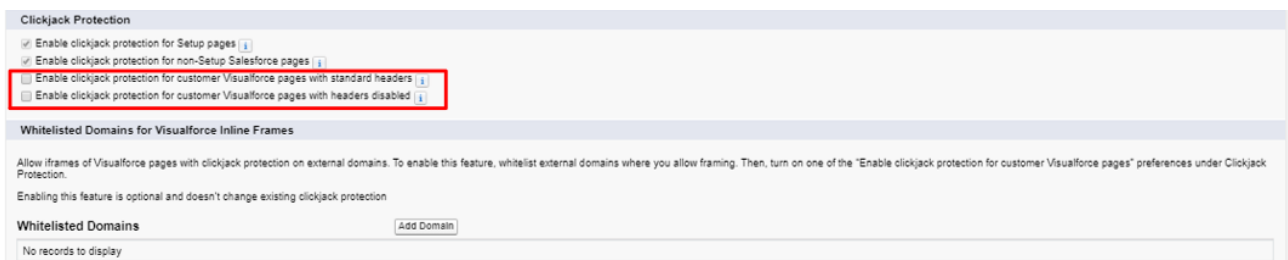 Clickjack Protection
Enable clickjack protection for Setup pages i
Enable clickjack protection for non-Setup Salesforce pages i
Enable clickjack protection for customer Visualforce pages with standard headers i
Enable clickjack protection for customer Visualforce pages with headers disabled i
Whitelisted Domains for Visualforce Inline Frames
Allow iframes of Visualforce pages with clickjack protection on external domains. To enable this feature, whitelist external domains where you allow framing. Then, turn on one of the "Enable clickjack protection for customer Visualforce pages" preferences under Clickjack
Protection.
Enabling this feature is optional and doesn't change existing clickjack protection
Whitelisted Domains Add Domain
No records to display